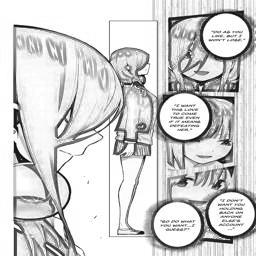 "DO AS YOU
LIKE, BUT I
WON'T LOSE."
"I WANT
THIS LOVE
TO COME
TRUE EVEN
IF IT MEANS
DEFEATING
HER."
"I DON'T
WANT YOU
HOLDING
BACK ON
ANYONE
ELSE'S
ACCOUNT
"SO DO WHAT
YOU WANT...I
GUESS?"